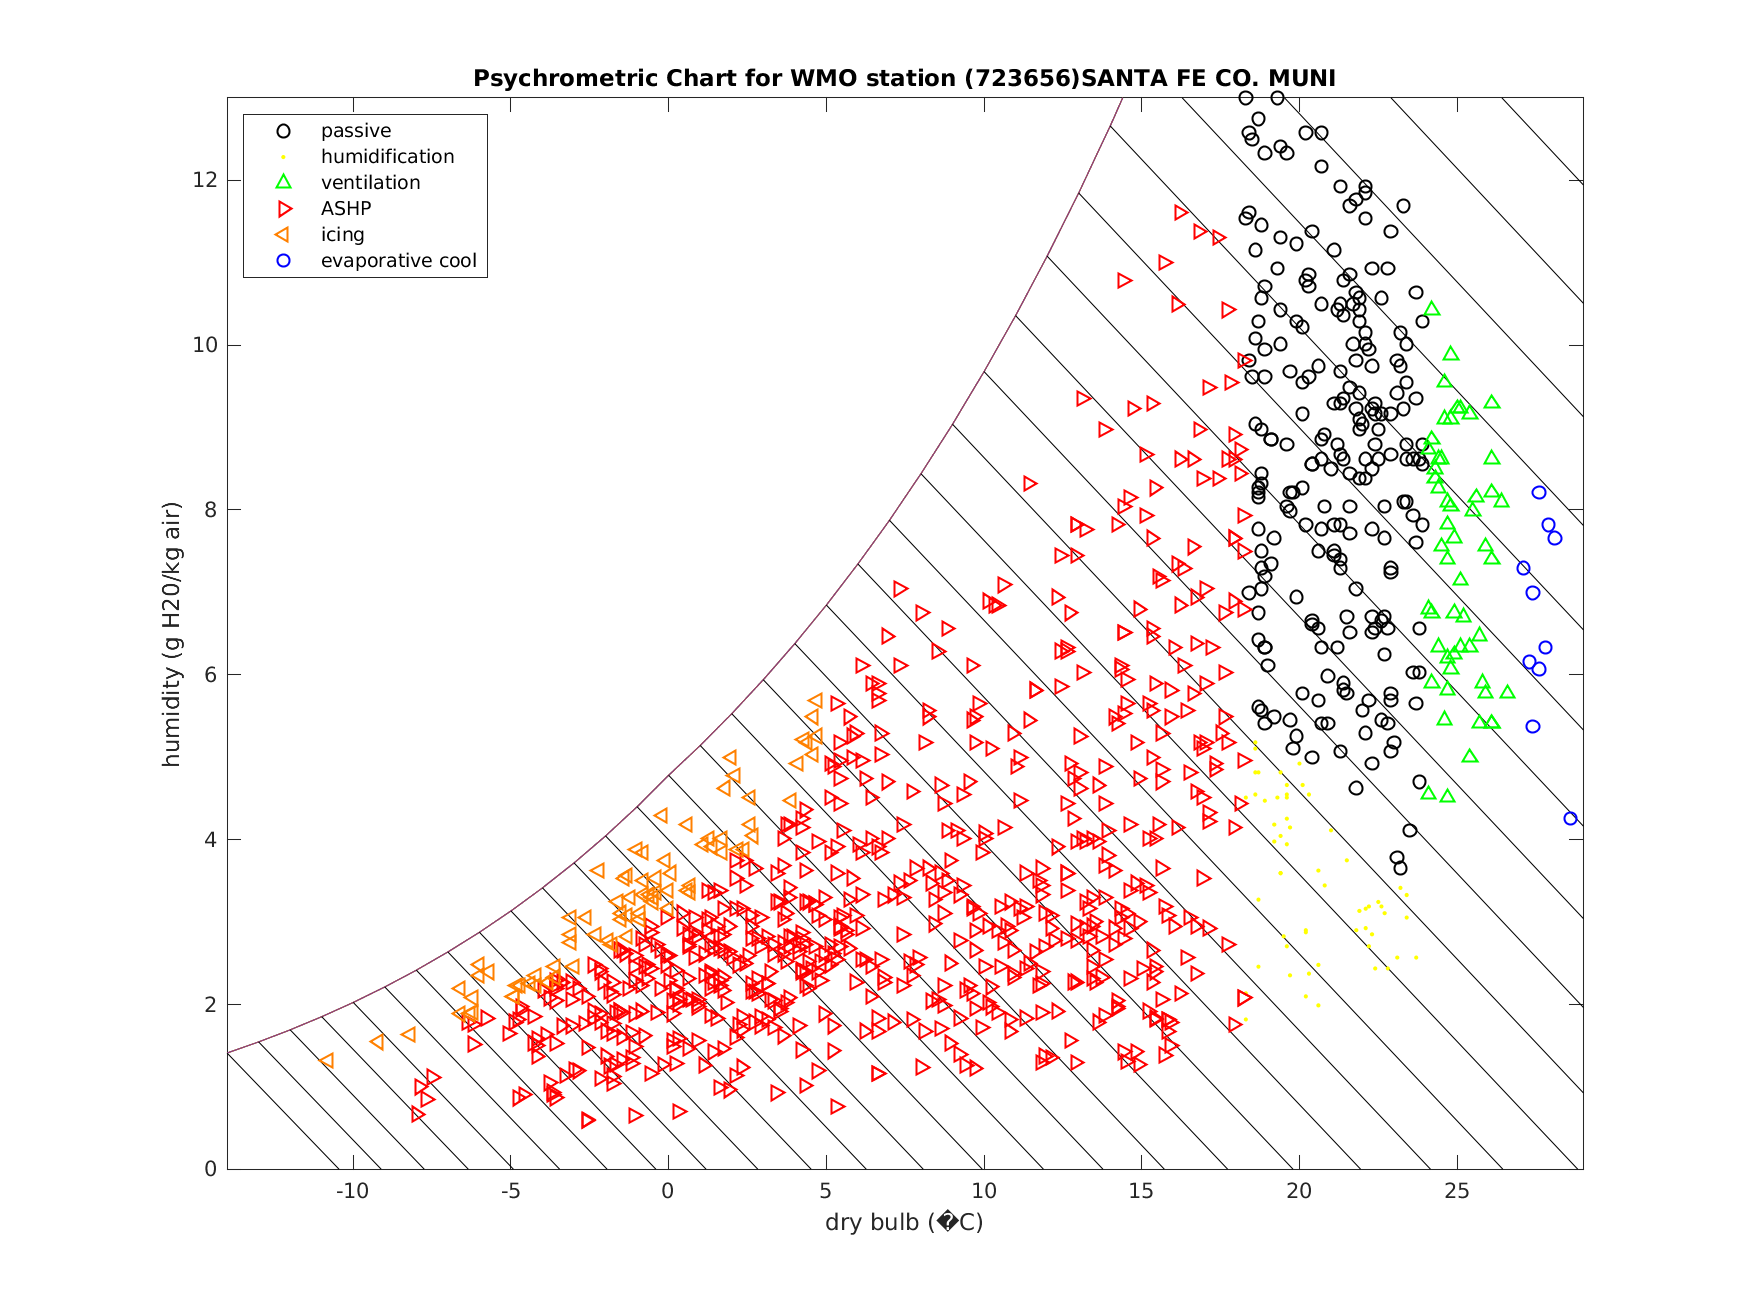 Psychrometric Chart for WMO station (723656)SANTA FE CO. MUNI
passive
humidification
ventilation
ASHP
icing
evaporative cool
humidity (g H20/kg air)
12
10
8
6
4
2
0
-10 -5 0 5 10 15 20 25
dry bulb (�C)